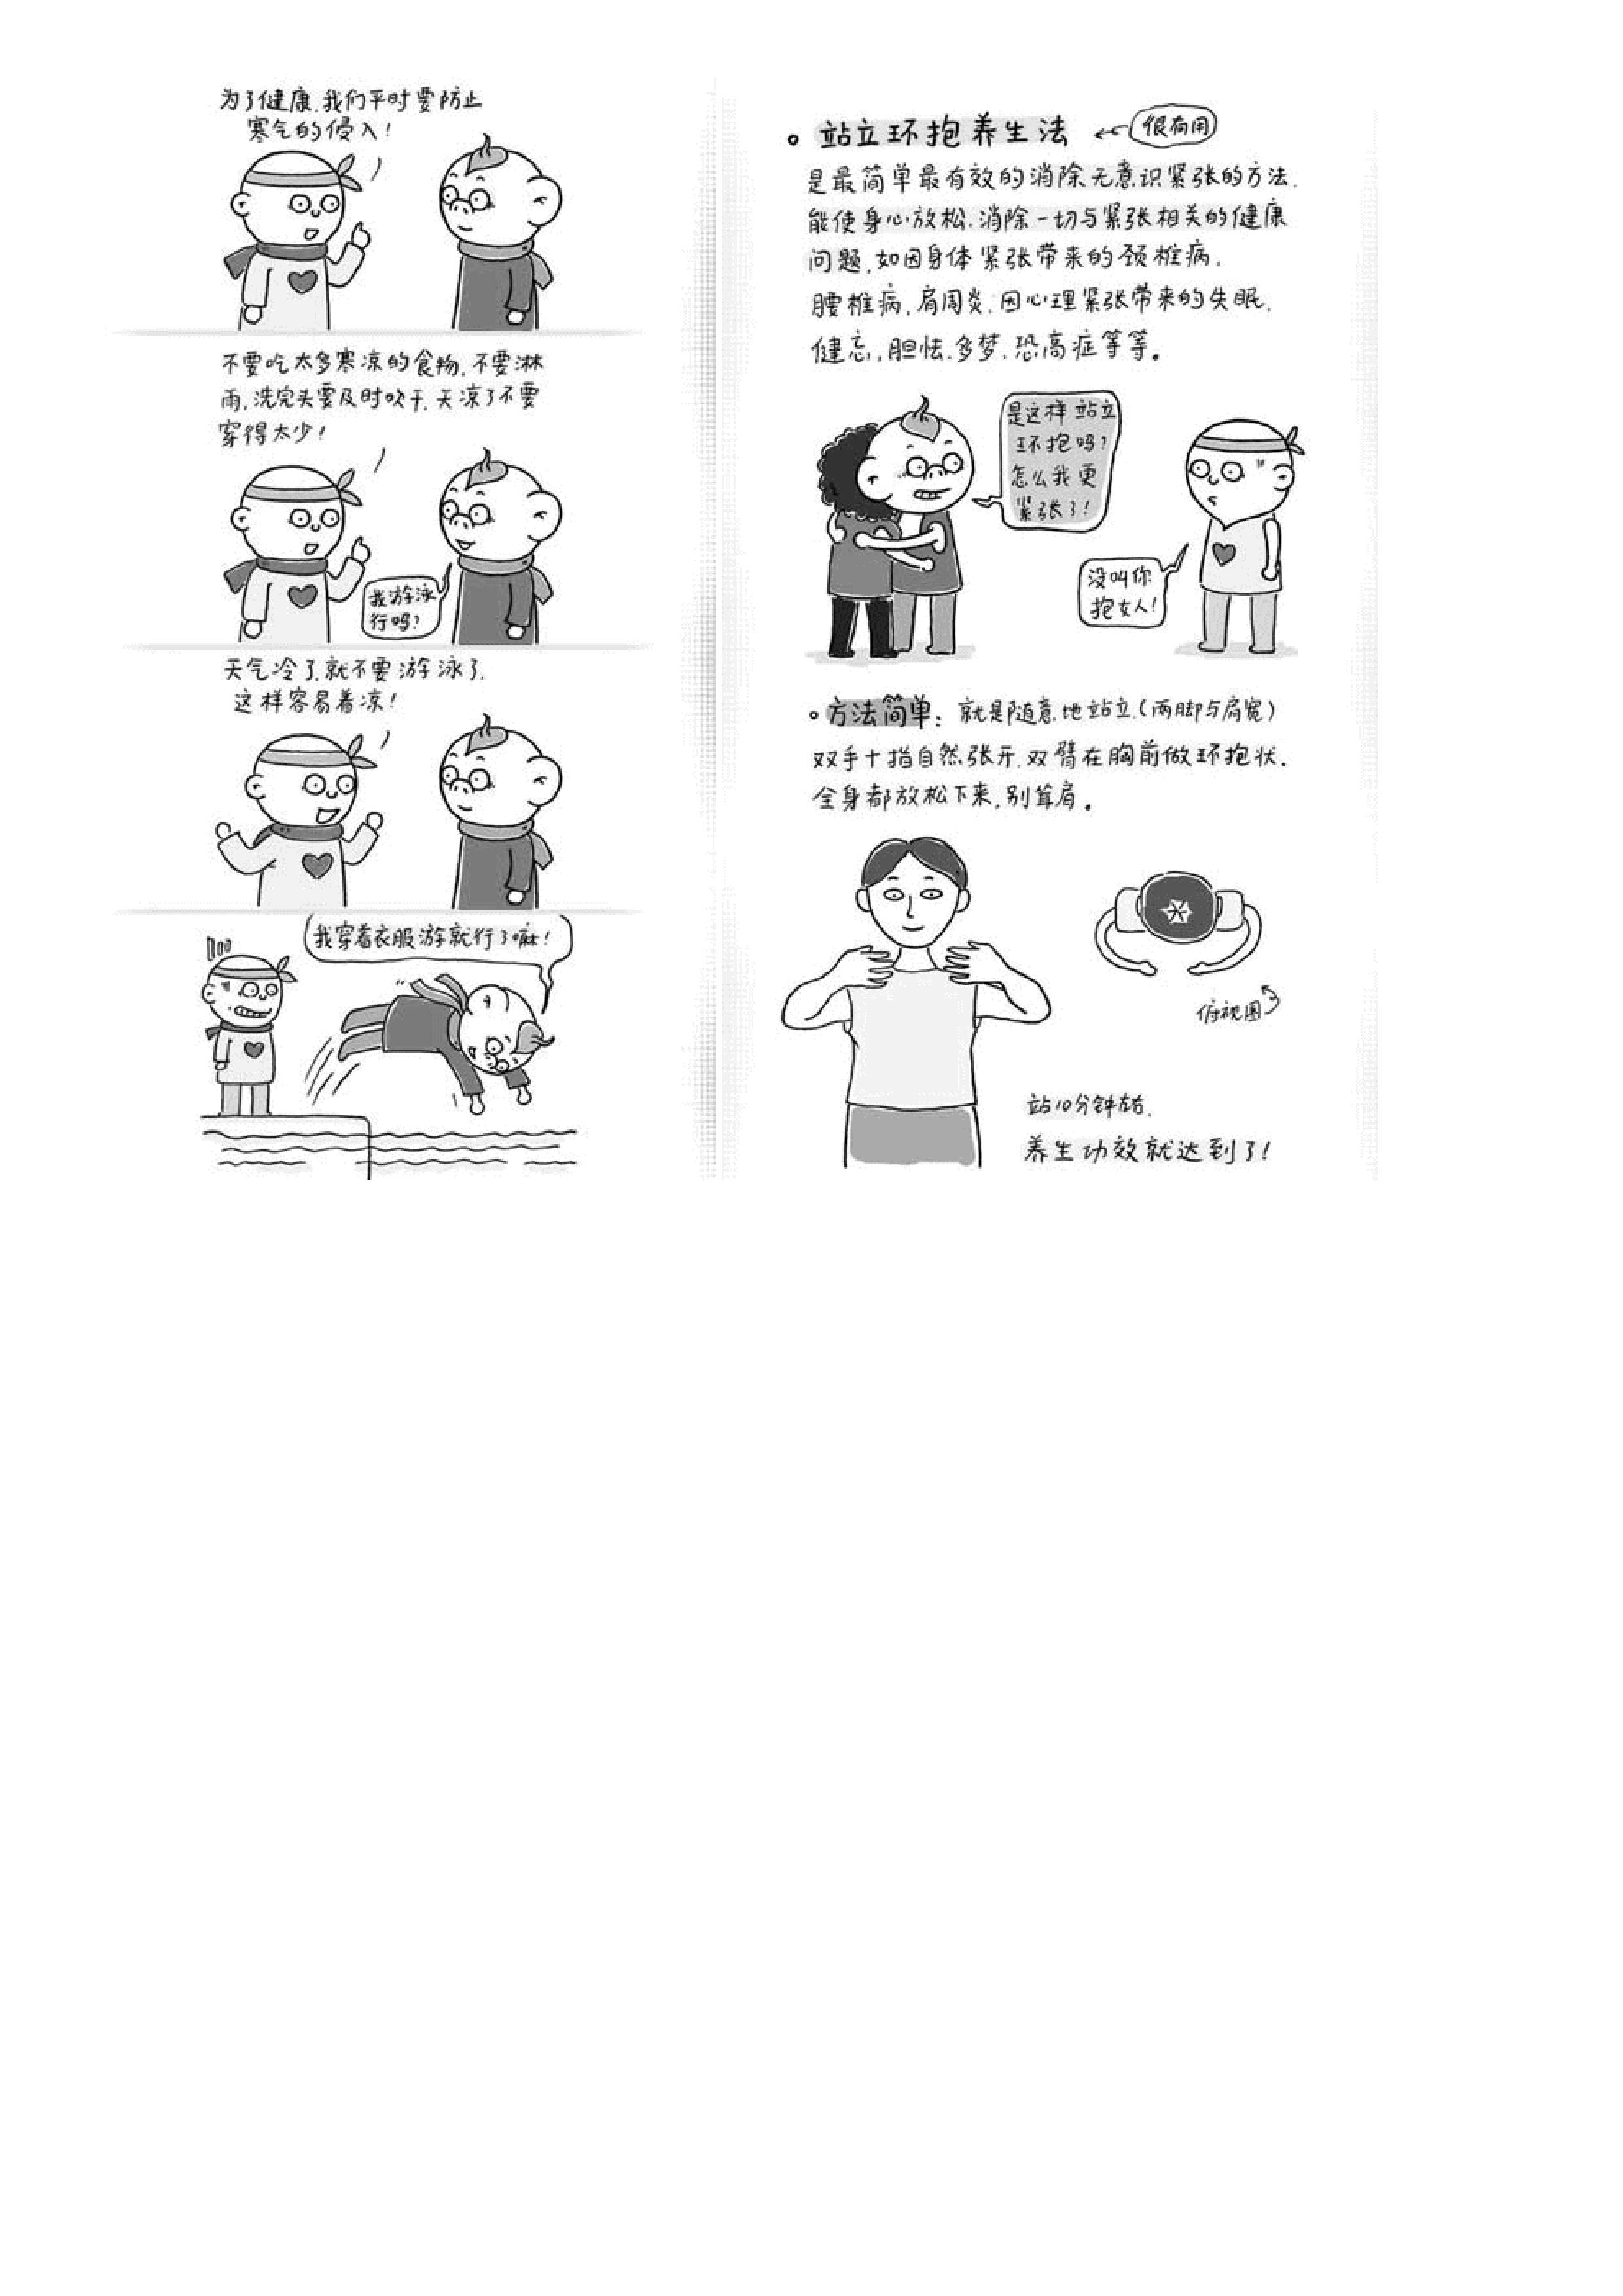 为了健康,我们平时要防止
寒气的侵入!
不要吃太多寒凉的食物,不要淋
雨,洗完头要及时吹干,天凉了不要
穿得太少!
我游泳
行吗?
天气冷了,就不要游泳了,
这样容易着凉!
我穿着衣服游就行了嘛!
站立环抱养生法
很有用
是最简单最有效的消除无意识紧张的方法,
能使身心放松,消除一切与紧张相关的健康
问题,如因身体紧张带来的颈椎病,
腰椎病,肩周炎;因心理紧张带来的失眠,
健忘,胆怯,多梦,恐高症等等。
是这样站立
环抱吗?
怎么我更
紧张了!
没叫你
抱女人!
方法简单:就是随意地站立(两脚与肩宽)
双手十指自然张开,双臂在胸前做环抱状。
全身都放松下来,别耸肩。
俯视图
站10分钟左右,
养生功效就达到了!